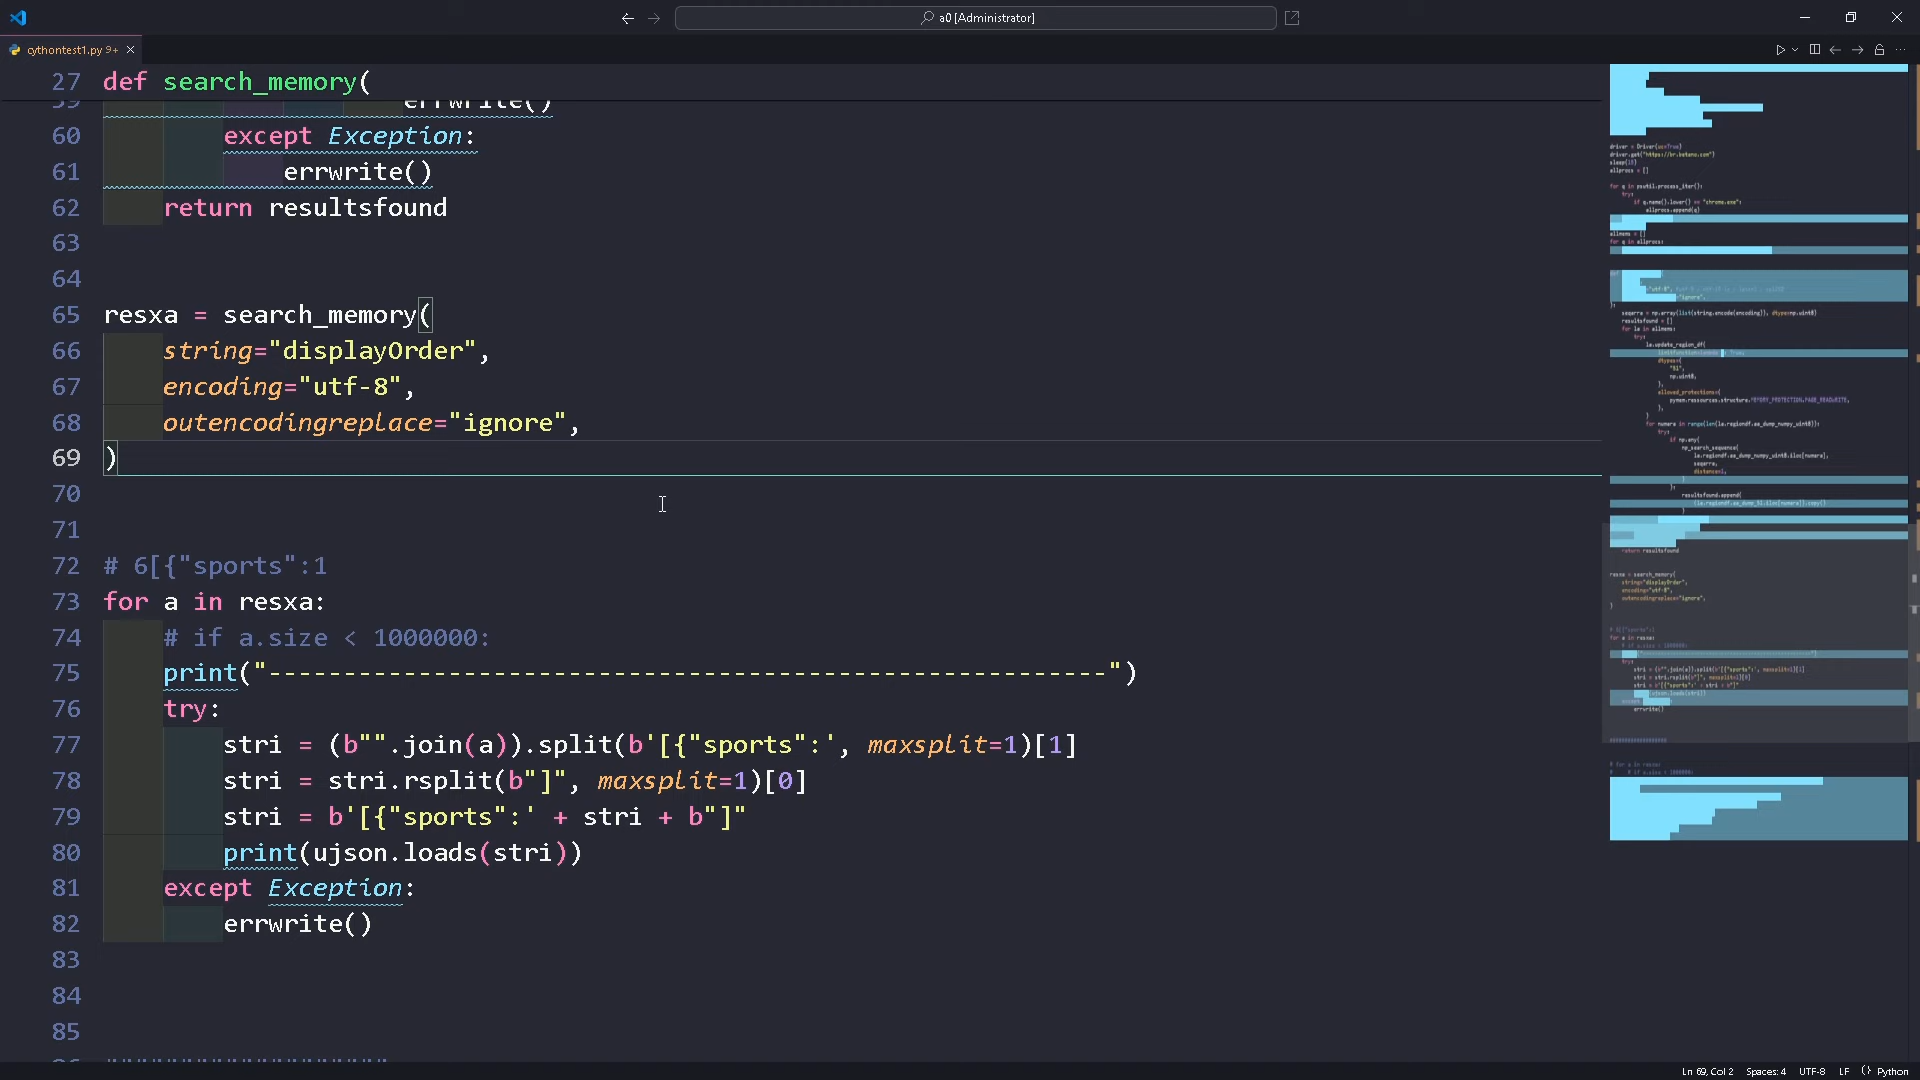 a0 [Administrator]
cythontest1.py 9+
27 def search_memory(
59 errwrite()
60 except Exception:
61 errwrite()
62 return resultsfound
63
64
65 resxa = search_memory(
66 string="displayOrder",
67 encoding="utf-8",
68 outencodingreplace="ignore",
69 )
70
71
72 # 6[{"sports":1
73 for a in resxa:
74 # if a.size < 1000000:
75 print("--------------------------------------------------------")
76 try:
77 stri = (b"".join(a)).split(b'[{"sports":', maxsplit=1)[1]
78 stri = stri.rsplit(b"]", maxsplit=1)[0]
79 stri = b'[{"sports":' + stri + b"]"
80 print(ujson.loads(stri))
81 except Exception:
82 errwrite()
83
84
85
Ln 69, Col 2 Spaces: 4 UTF-8 LF Python